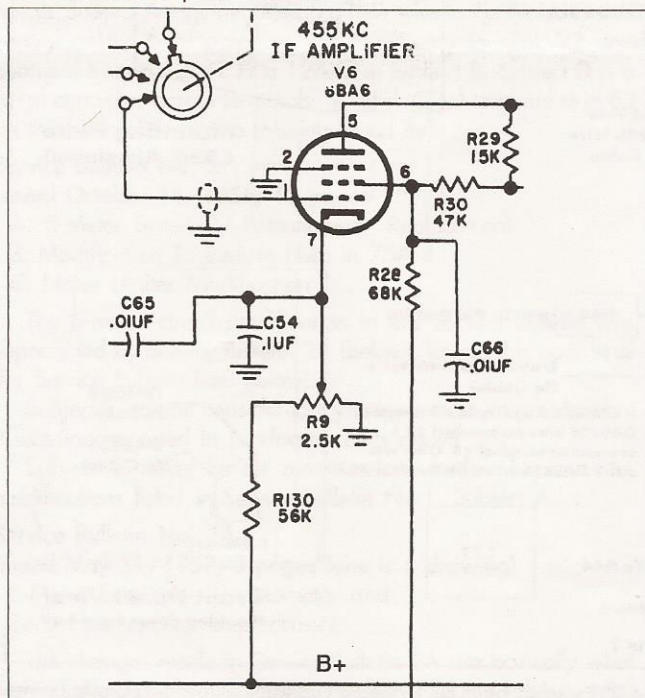 455KC
IF AMPLIFIER
V6
6BA6
5
2
1
6
7
R29
15K
R30
47K
R28
68K
C65
.01UF
C54
.1UF
C66
.01UF
R9
2.5K
R130
56K
B+